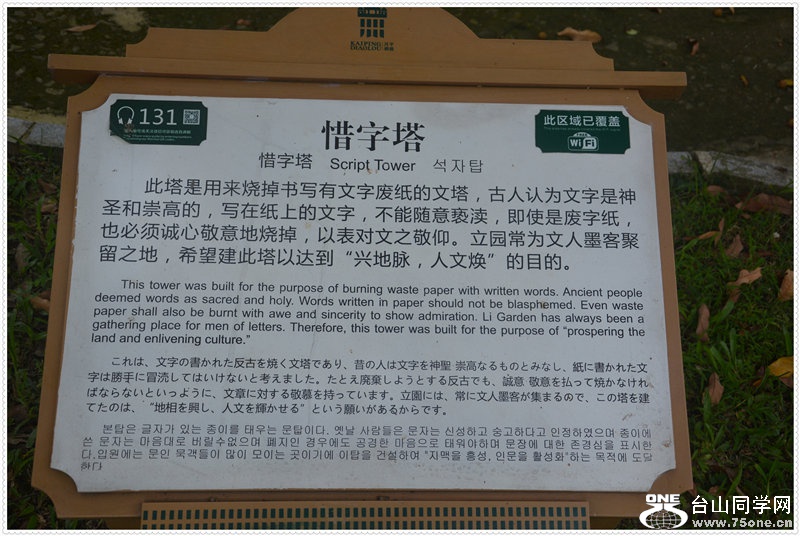 KAIPING 开平
DIAOLOU 碉楼
131
此区域已覆盖
FREE
Wi Fi
惜字塔
惜字塔 Script Tower 석자탑
此塔是用来烧掉书写有文字废纸的文塔，古人认为文字是神
圣和崇高的，写在纸上的文字，不能随意亵渎，即使是废字纸，
也必须诚心敬意地烧掉，以表对文之敬仰。立园常为文人墨客聚
留之地，希望建此塔以达到“兴地脉，人文焕”的目的。
This tower was built for the purpose of burning waste paper with written words. Ancient people
deemed words as sacred and holy. Words written in paper should not be blasphemed. Even waste
paper shall also be burnt with awe and sincerity to show admiration. Li Garden has always been a
gathering place for men of letters. Therefore, this tower was built for the purpose of “prospering the
land and enlivening culture.”
これは、文字の書かれた反古を焼く文塔であり、昔の人は文字を神聖 崇高なるものとみなし、紙に書かれた文
字は勝手に冒涜してはいけないと考えました。たとえ廃棄しようとする反古でも、誠意 敬意を払って焼かなけれ
ばならないといっように、文章に対する敬慕を持っています。立園には、常に文人墨客が集まるので、この塔を建
てたのは、“地相を興し、人文を輝かせる”という願いがあるからです。
본탑은 글자가 있는 종이를 태우는 문탑이다. 옛날 사람들은 문자는 신성하고 숭고하다고 인정하였으며 종이에
쓴 문자는 마음대로 버릴수없으며 폐지인 경우에도 공경한 마음으로 태워야하며 문장에 대한 존경심을 표시한
다.입원에는 문인 묵객들이 많이 모이는 곳이기에 이탑을 건설하여 "지맥을 흥성, 인문을 활성화"하는 목적에 도달
한다
ONE
台山同学网
www.75one.cn